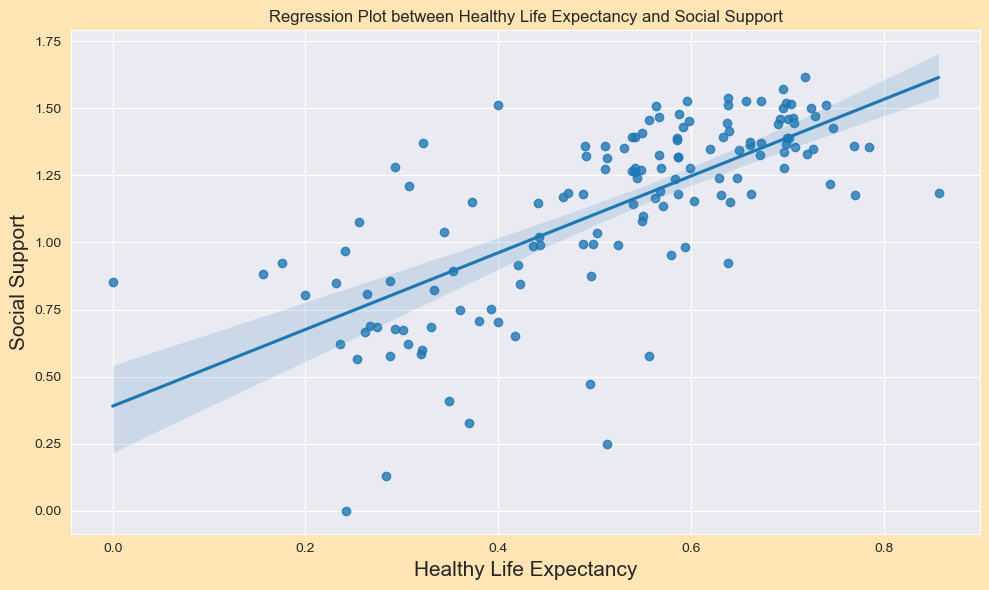 Regression Plot between Healthy Life Expectancy and Social Support
Social Support
1.75
1.50
1.25
1.00
0.75
0.50
0.25
0.00
0.0 0.2 0.4 0.6 0.8
Healthy Life Expectancy